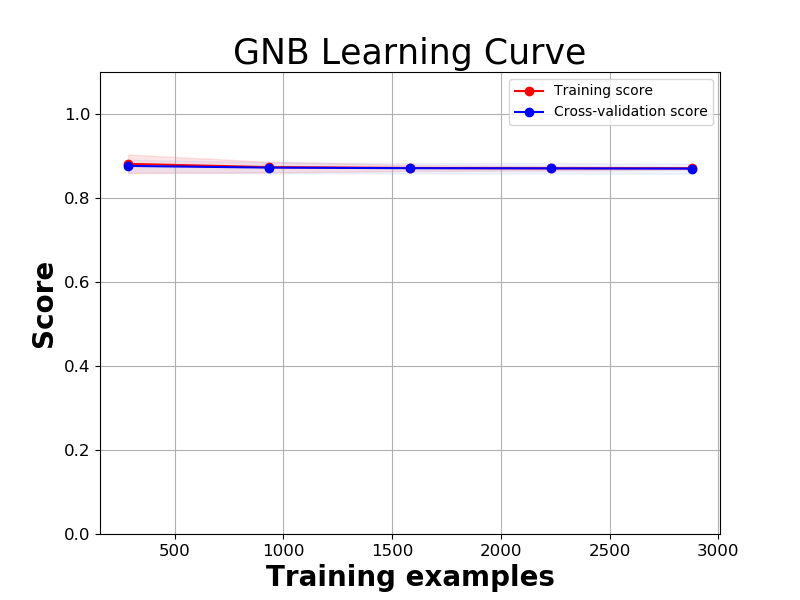 GNB Learning Curve
Training score
Cross-validation score
1.0
0.8
0.6
0.4
0.2
0.0
Score
500 1000 1500 2000 2500 3000
Training examples